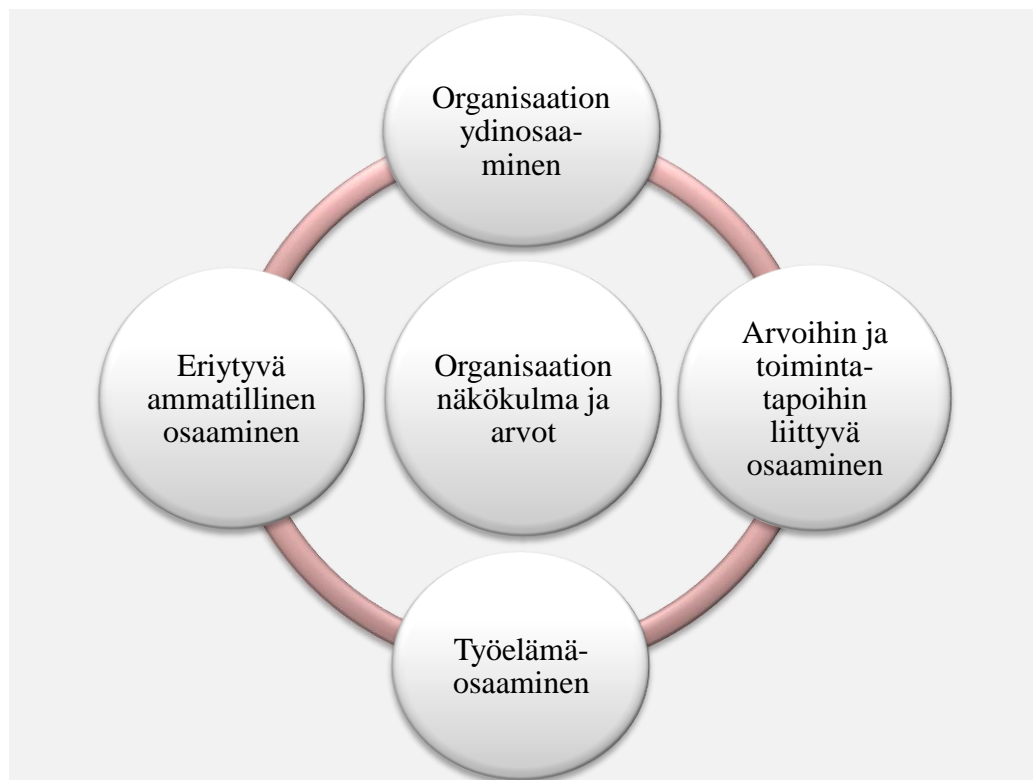 Organisaation
ydinosaa-
minen
Eriytyvä
ammatillinen
osaaminen
Organisaation
näkökulma ja
arvot
Arvoihin ja
toiminta-
tapoihin
liittyvä
osaaminen
Työelämä-
osaaminen